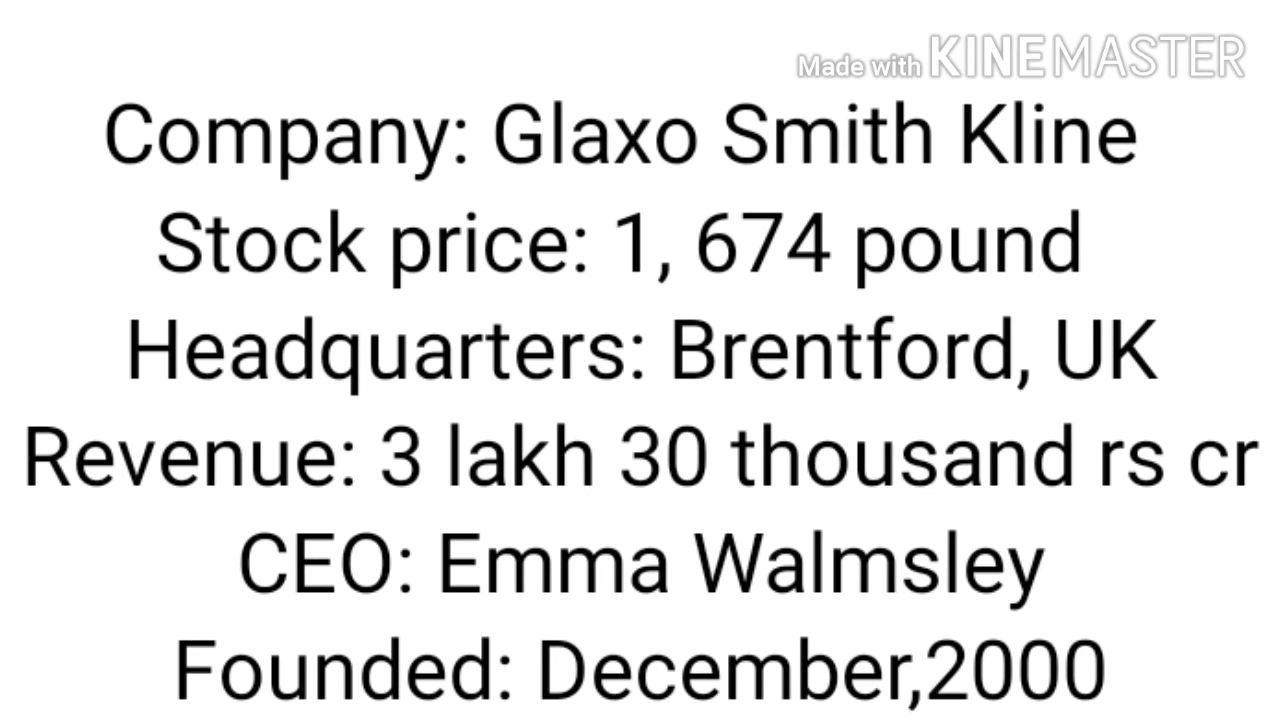 Made with KINEMASTER
Company: Glaxo Smith Kline
Stock price: 1, 674 pound
Headquarters: Brentford, UK
Revenue: 3 lakh 30 thousand rs cr
CEO: Emma Walmsley
Founded: December,2000